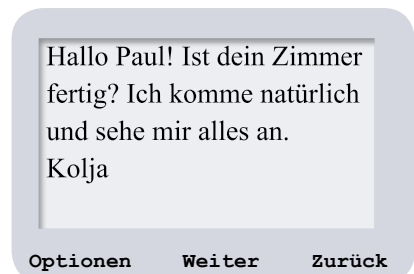 Hallo Paul! Ist dein Zimmer
fertig? Ich komme natürlich
und sehe mir alles an.
Kolja
Optionen Weiter Zurück